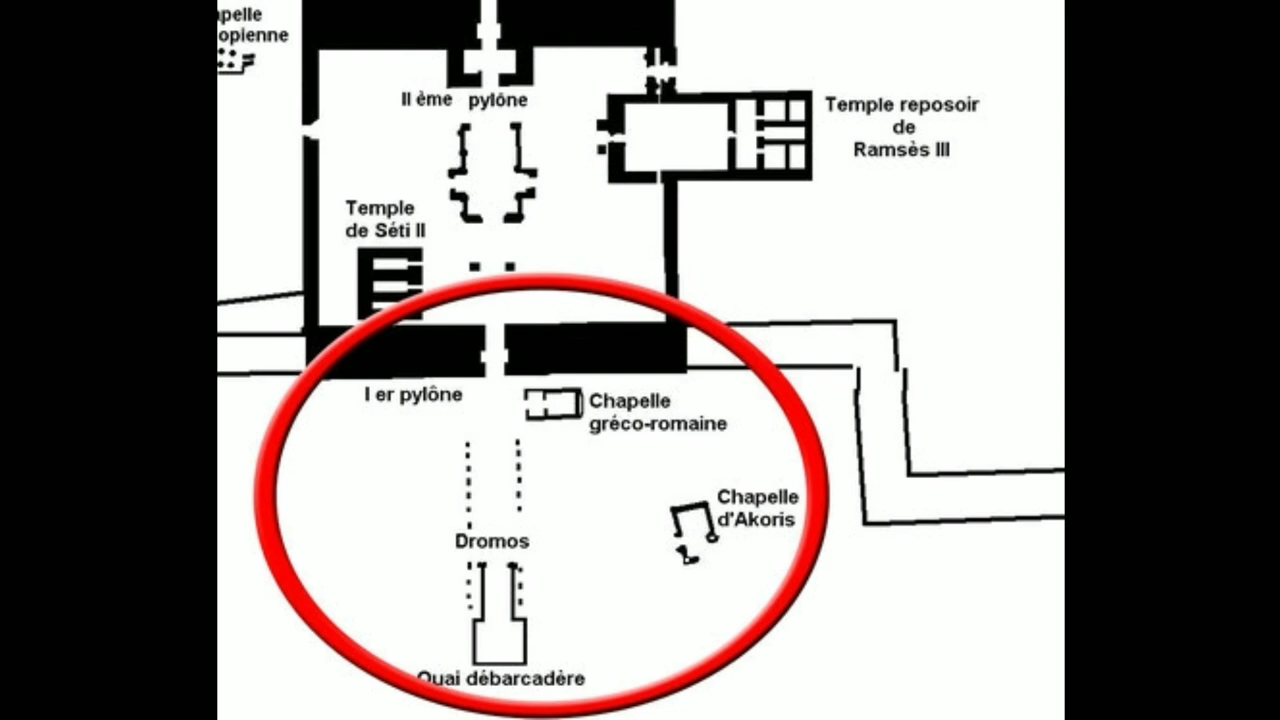 apelle
opienne
II ème pylône
Temple reposoir
de
Ramsès III
Temple
de Séti II
I er pylône
Chapelle
gréco-romaine
Chapelle
d'Akoris
Dromos
Quai débarcadère